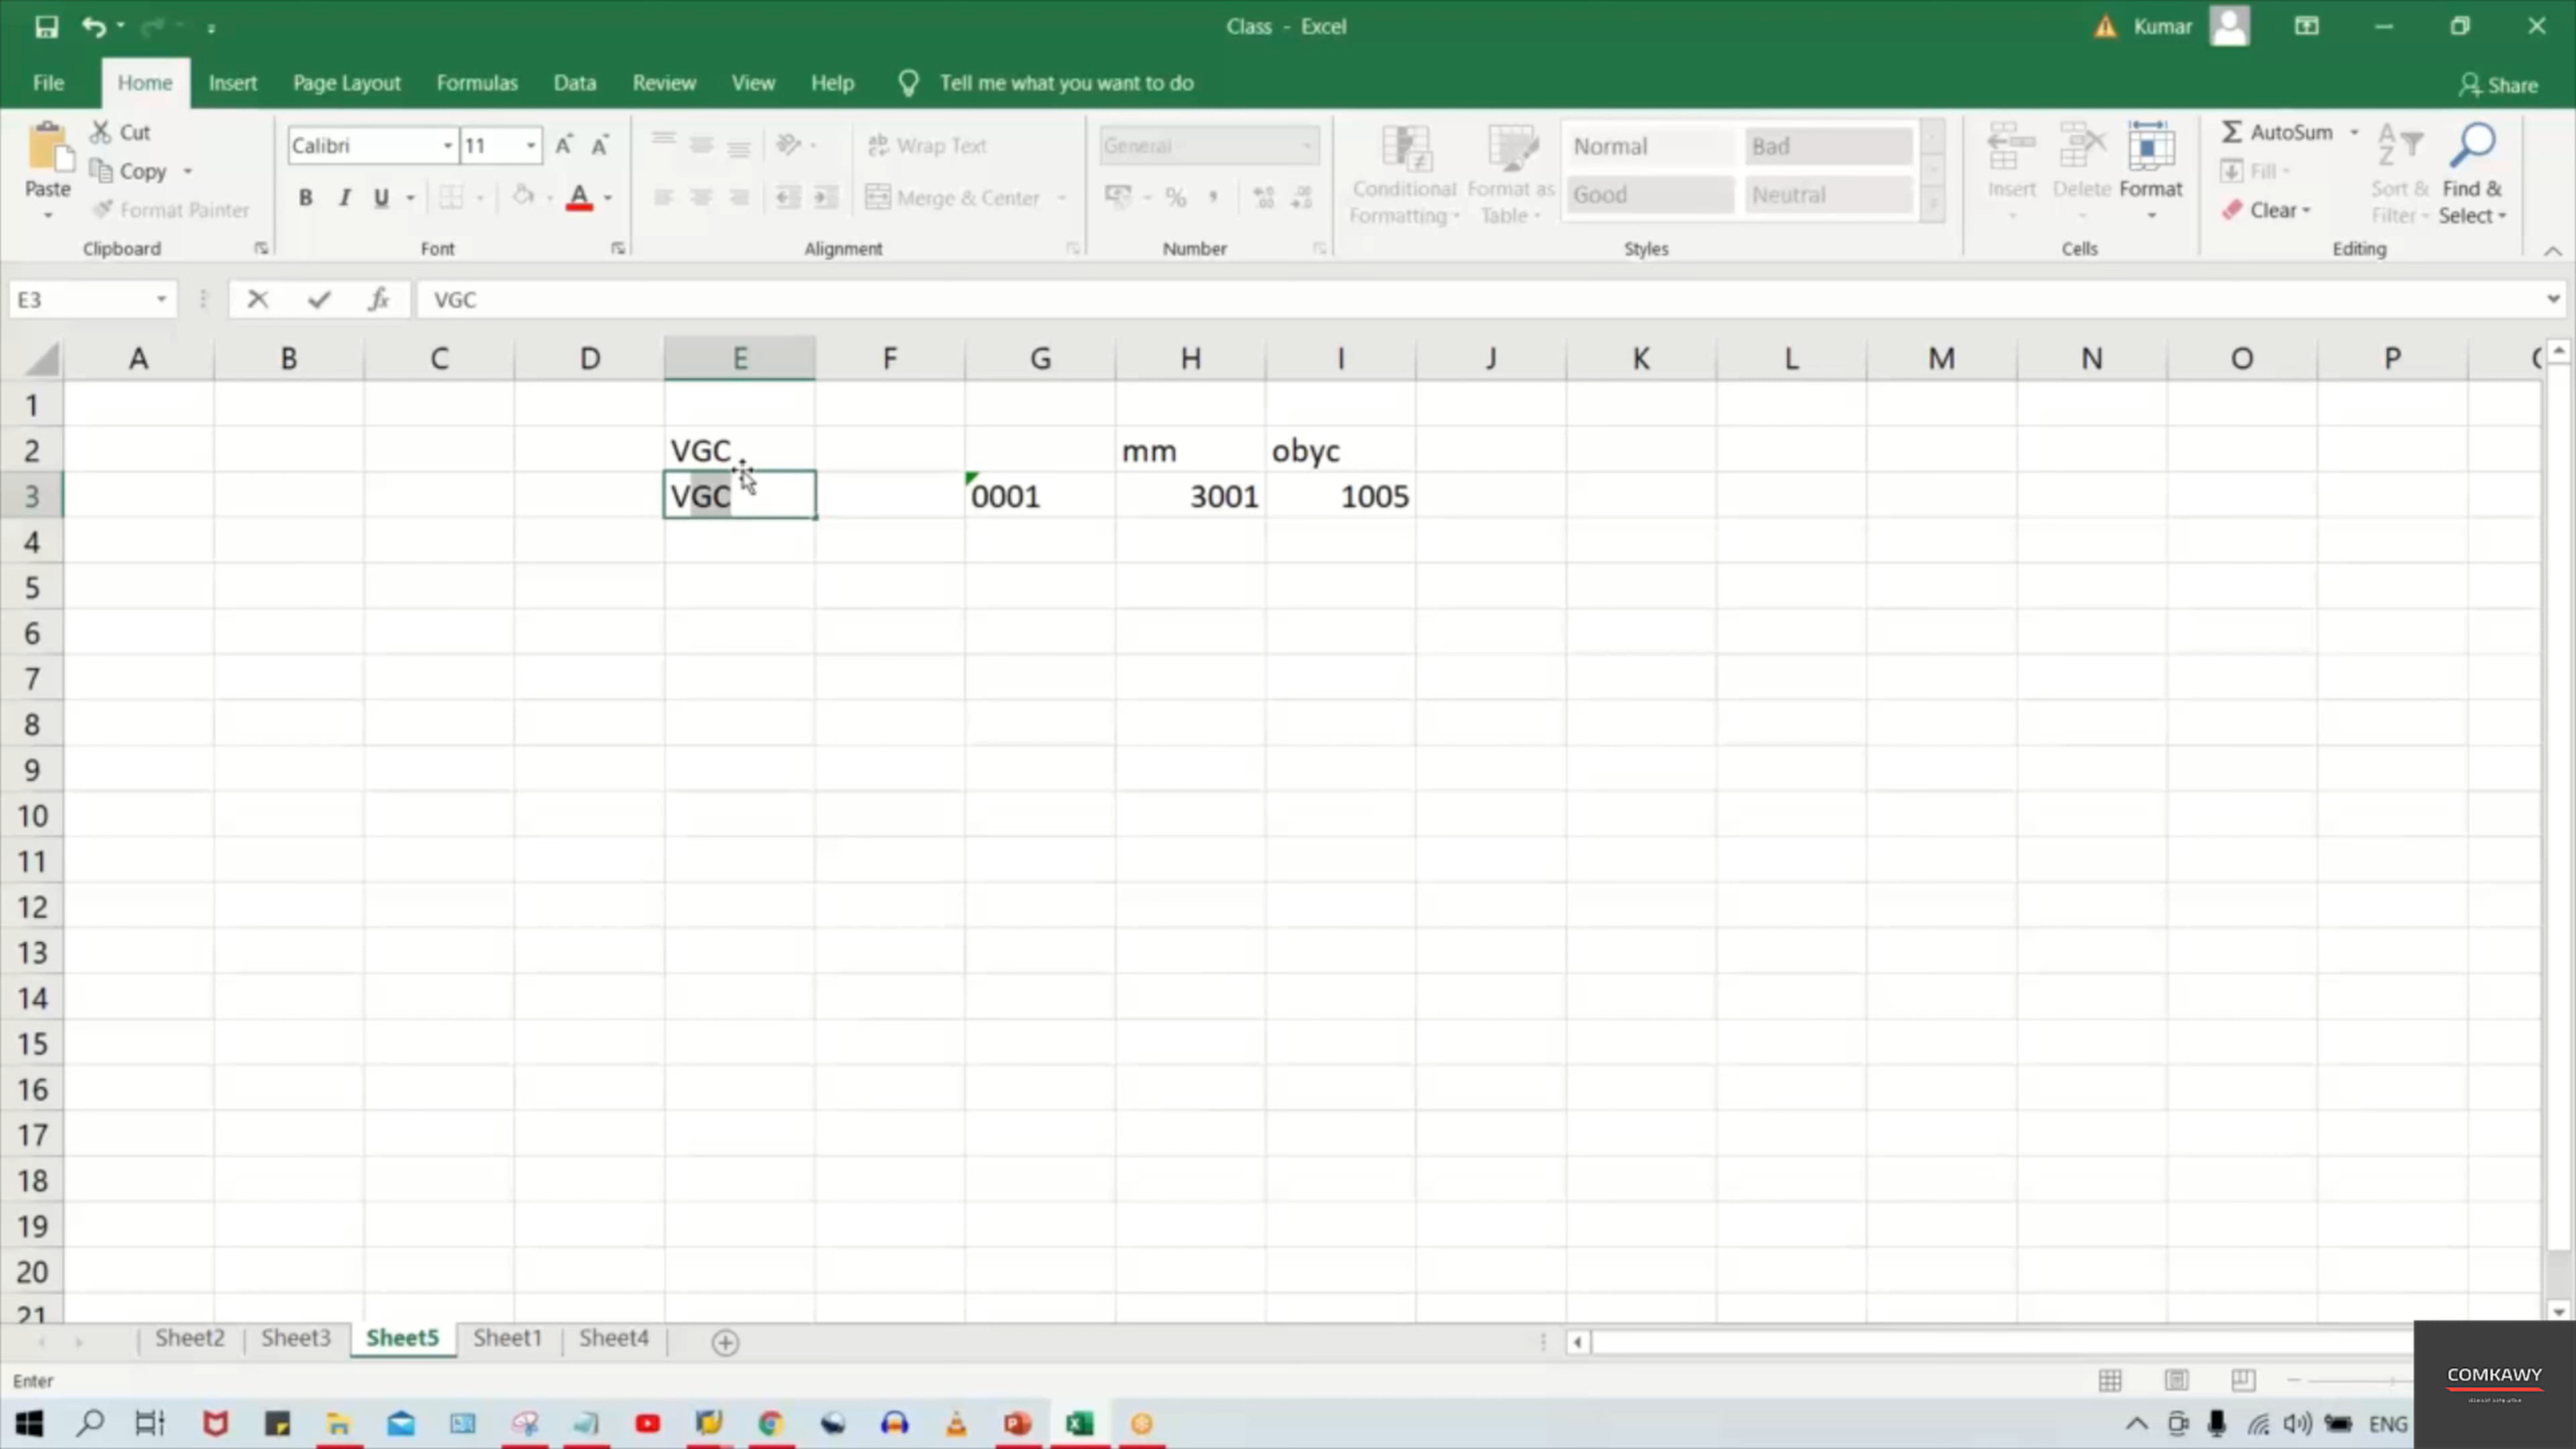 Class - Excel
Kumar
File Home Insert Page Layout Formulas Data Review View Help Tell me what you want to do Share
Paste
Cut
Copy
Format Painter
Clipboard
Calibri 11
B I U A
Font
Wrap Text
Merge & Center
Alignment
General
%
Number
Conditional Formatting
Format as Table
Normal Bad
Good Neutral
Styles
Insert Delete Format
Cells
AutoSum
Fill
Clear
Sort & Filter
Find & Select
Editing
E3 fx VGC
A B C D E F G H I J K L M N O P
1
2 VGC mm obyc
3 VGC 0001 3001 1005
4
5
6
7
8
9
10
11
12
13
14
15
16
17
18
19
20
21
Sheet2 Sheet3 Sheet5 Sheet1 Sheet4
Enter
COMKAWY
ENG